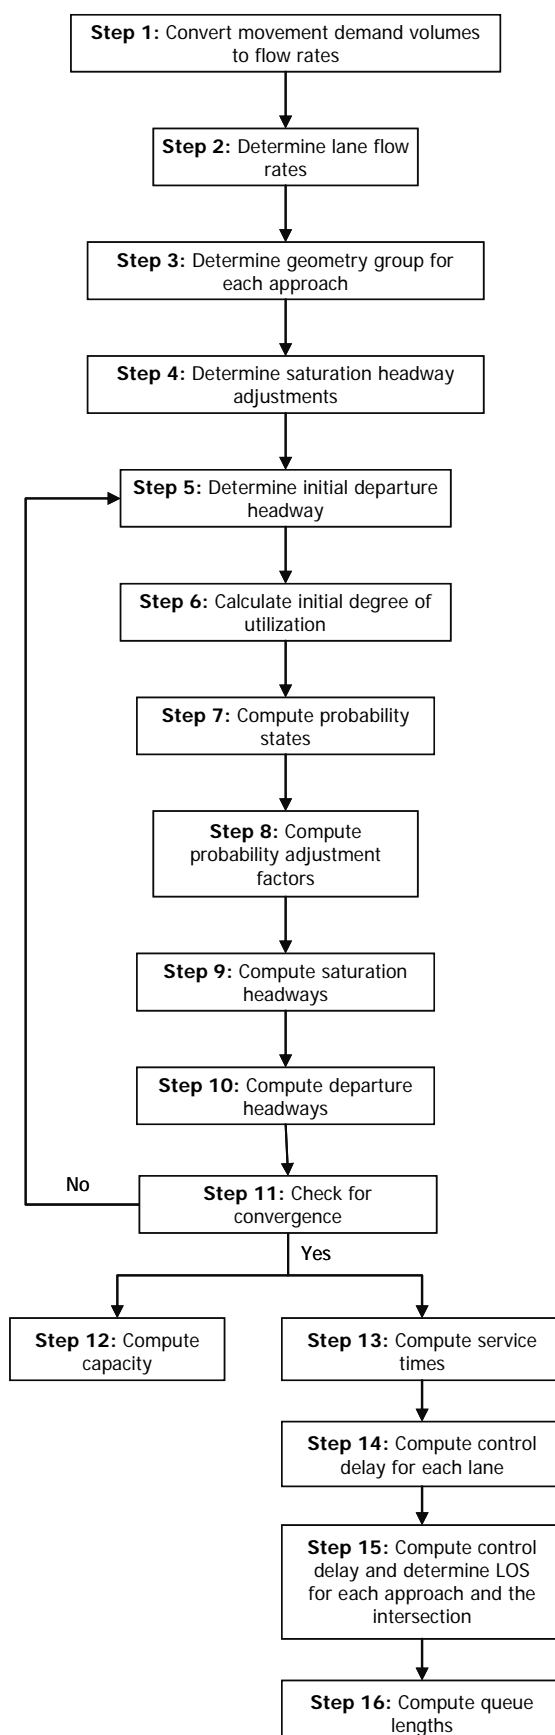 Step 1: Convert movement demand volumes
to flow rates
Step 2: Determine lane flow
rates
Step 3: Determine geometry group for
each approach
Step 4: Determine saturation headway
adjustments
Step 5: Determine initial departure
headway
Step 6: Calculate initial degree of
utilization
Step 7: Compute probability
states
Step 8: Compute
probability adjustment
factors
Step 9: Compute saturation
headways
Step 10: Compute departure
headways
No
Step 11: Check for
convergence
Yes
Step 12: Compute
capacity
Step 13: Compute service
times
Step 14: Compute control
delay for each lane
Step 15: Compute control
delay and determine LOS
for each approach and the
intersection
Step 16: Compute queue
lengths